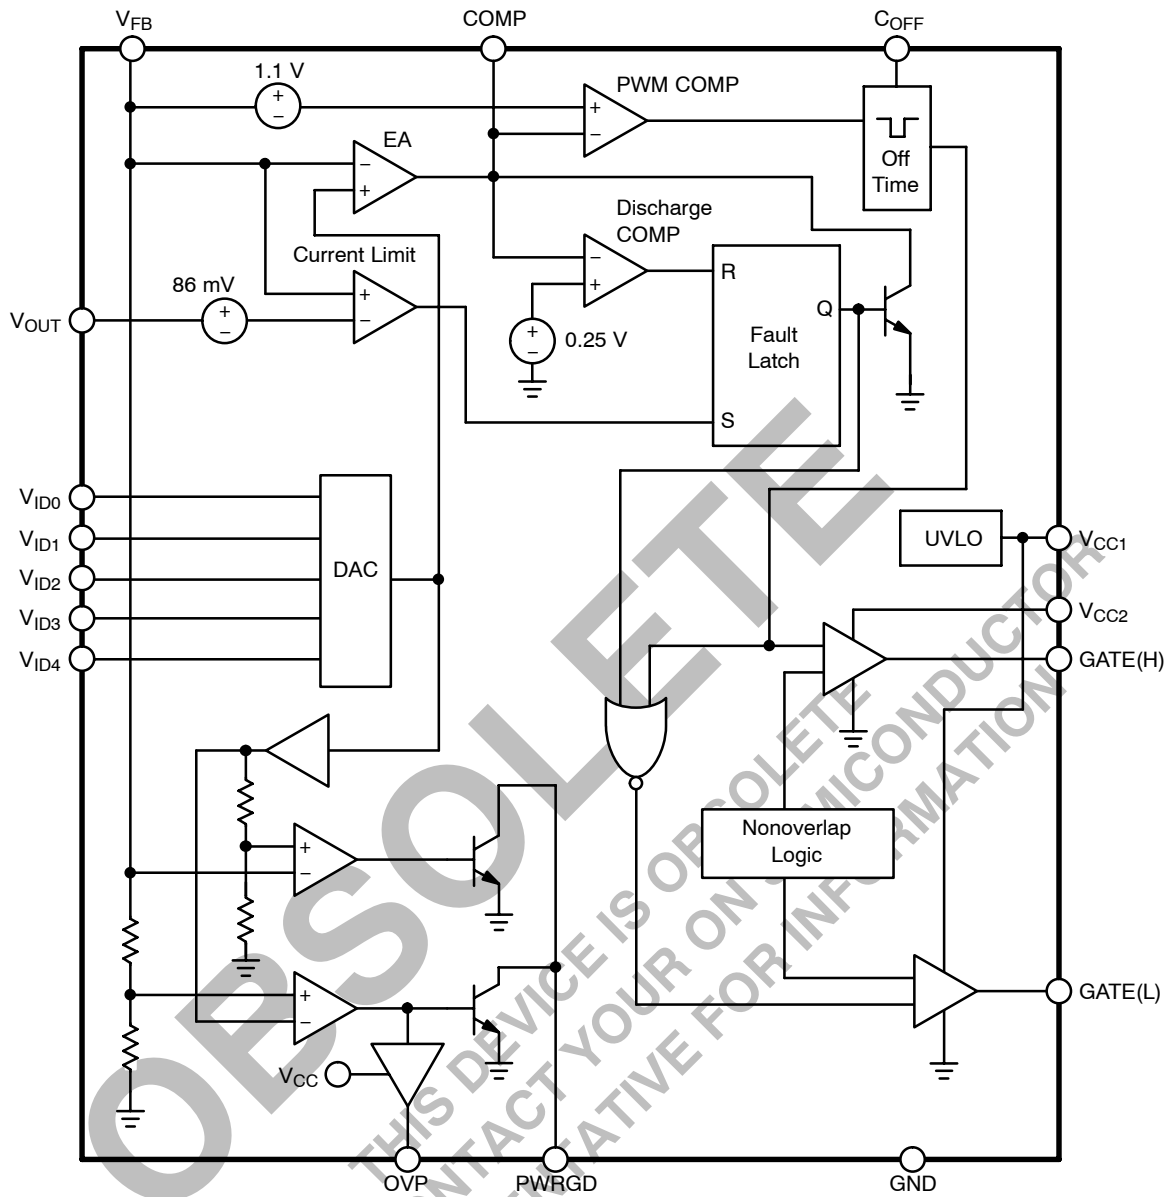 VFB
COMP
COFF
1.1 V
+
−
PWM COMP
+
−
EA
−
+
Off
Time
Discharge
COMP
−
+
Current Limit
+
−
86 mV
+
−
VOUT
+
−
0.25 V
R
Q
Fault
Latch
S
VID0
VID1
VID2
VID3
VID4
DAC
UVLO
VCC1
VCC2
GATE(H)
+
−
Nonoverlap
Logic
+
−
GATE(L)
VCC
OVP
PWRGD
GND
OBSOLETE
THIS DEVICE IS OBSOLETE
CONTACT YOUR ON SEMICONDUCTOR
FOR INFORMATION